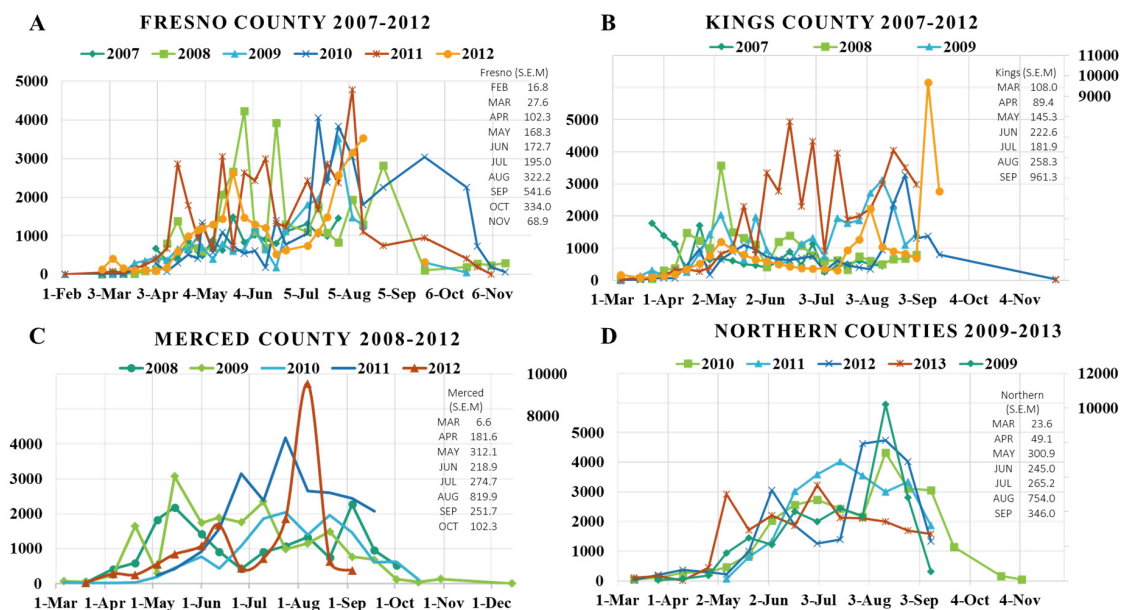 A
FRESNO COUNTY 2007-2012
2007 2008 2009 2010 2011 2012
Fresno (S.E.M)
FEB 16.8
MAR 27.6
APR 102.3
MAY 168.3
JUN 172.7
JUL 195.0
AUG 322.2
SEP 541.6
OCT 334.0
NOV 68.9
5000
4000
3000
2000
1000
0
1-Feb 3-Mar 3-Apr 4-May 4-Jun 5-Jul 5-Aug 5-Sep 6-Oct 6-Nov
B
KINGS COUNTY 2007-2012
2007 2008 2009
11000
10000
9000
Kings (S.E.M)
MAR 108.0
APR 89.4
MAY 145.3
JUN 222.6
JUL 181.9
AUG 258.3
SEP 961.3
5000
4000
3000
2000
1000
0
1-Mar 1-Apr 2-May 2-Jun 3-Jul 3-Aug 3-Sep 4-Oct 4-Nov
C
MERCED COUNTY 2008-2012
2008 2009 2010 2011 2012
10000
8000
Merced
(S.E.M)
MAR 6.6
APR 181.6
MAY 312.1
JUN 218.9
JUL 274.7
AUG 819.9
SEP 251.7
OCT 102.3
4000
3000
2000
1000
0
1-Mar 1-Apr 1-May 1-Jun 1-Jul 1-Aug 1-Sep 1-Oct 1-Nov 1-Dec
D
NORTHERN COUNTIES 2009-2013
2010 2011 2012 2013 2009
12000
10000
Northern
(S.E.M)
MAR 23.6
APR 49.1
MAY 300.9
JUN 245.0
JUL 265.2
AUG 754.0
SEP 346.0
5000
4000
3000
2000
1000
0
1-Mar 1-Apr 2-May 2-Jun 3-Jul 3-Aug 3-Sep 4-Oct 4-Nov